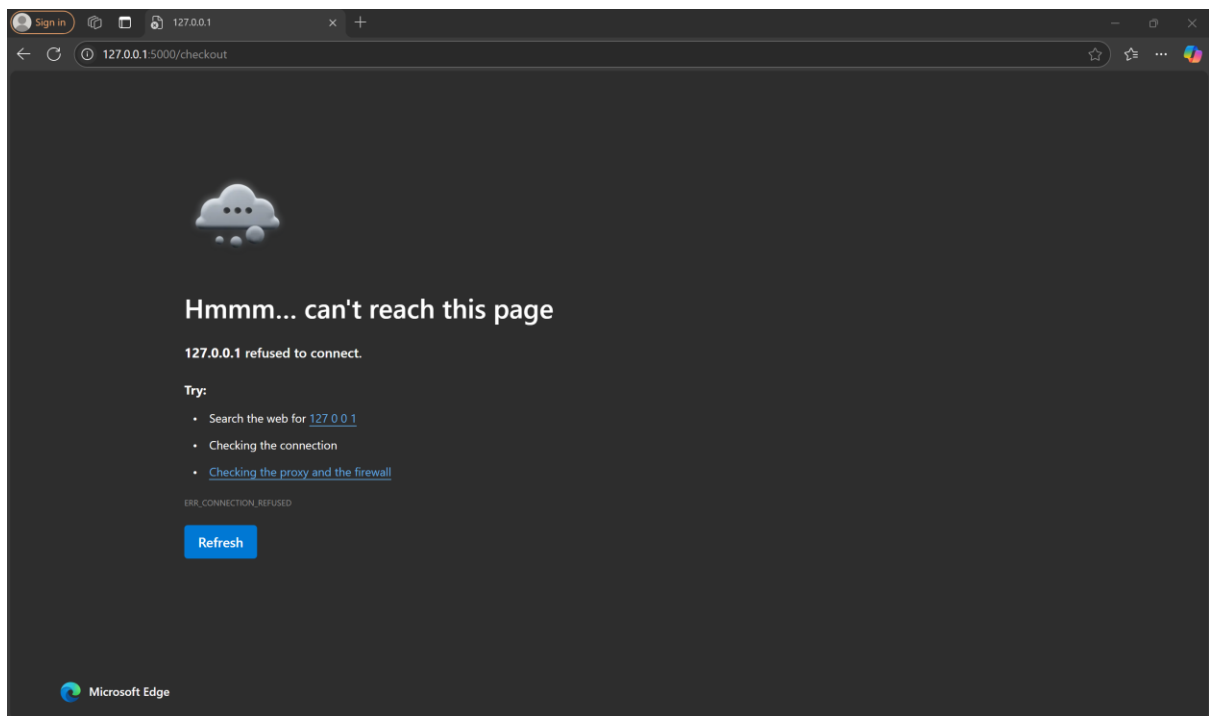 Sign in
127.0.0.1
127.0.0.1:5000/checkout
Hmmm... can't reach this page
127.0.0.1 refused to connect.
Try:
• Search the web for 127 0 0 1
• Checking the connection
• Checking the proxy and the firewall
ERR_CONNECTION_REFUSED
Refresh
Microsoft Edge